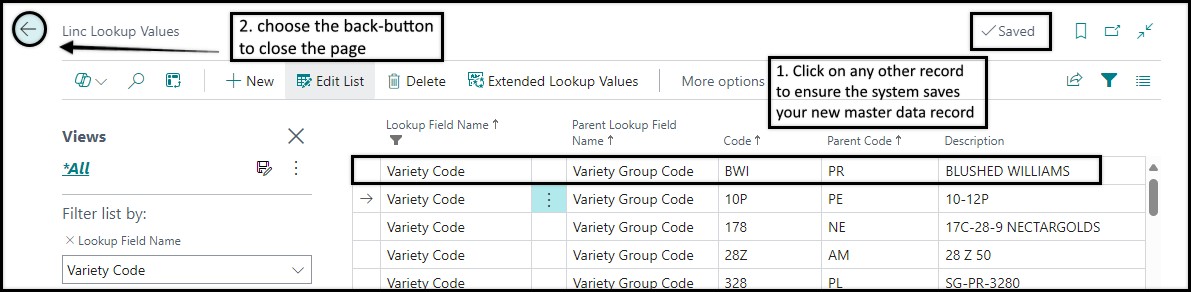 Linc Lookup Values
2. choose the back-button
to close the page
Saved
New
Edit List
Delete
Extended Lookup Values
More options
1. Click on any other record
to ensure the system saves
your new master data record
Views
*All
Filter list by:
× Lookup Field Name
Variety Code
Lookup Field Name ↑
Parent Lookup Field
Name ↑
Code ↑
Parent Code ↑
Description
Variety Code Variety Group Code BWI PR BLUSHED WILLIAMS
Variety Code Variety Group Code 10P PE 10-12P
Variety Code Variety Group Code 178 NE 17C-28-9 NECTARGOLDS
Variety Code Variety Group Code 28Z AM 28 Z 50
Variety Code Variety Group Code 328 PL SG-PR-3280